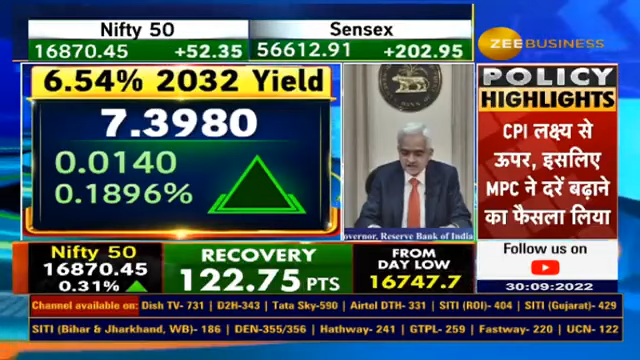 Nifty 50
16870.45 +52.35
Sensex
56612.91 +202.95
ZEE BUSINESS
6.54% 2032 Yield
7.3980
0.0140
0.1896%
overnor, Reserve Bank of India
POLICY
HIGHLIGHTS
CPI लक्ष्य से
ऊपर, इसलिए
MPC ने दरें बढ़ाने
का फैसला लिया
Nifty 50
16870.45
0.31%
RECOVERY
122.75 PTS
FROM
DAY LOW
16747.7
Follow us on
30:09:2022
Channel available on: Dish TV- 731 | D2H-343 | Tata Sky-590 | Airtel DTH- 331 | SITI (ROI)- 404 | SITI (Gujarat)- 429
SITI (Bihar & Jharkhand, WB)- 186 | DEN-355/356 | Hathway- 241 | GTPL- 259 | Fastway- 220 | UCN- 122